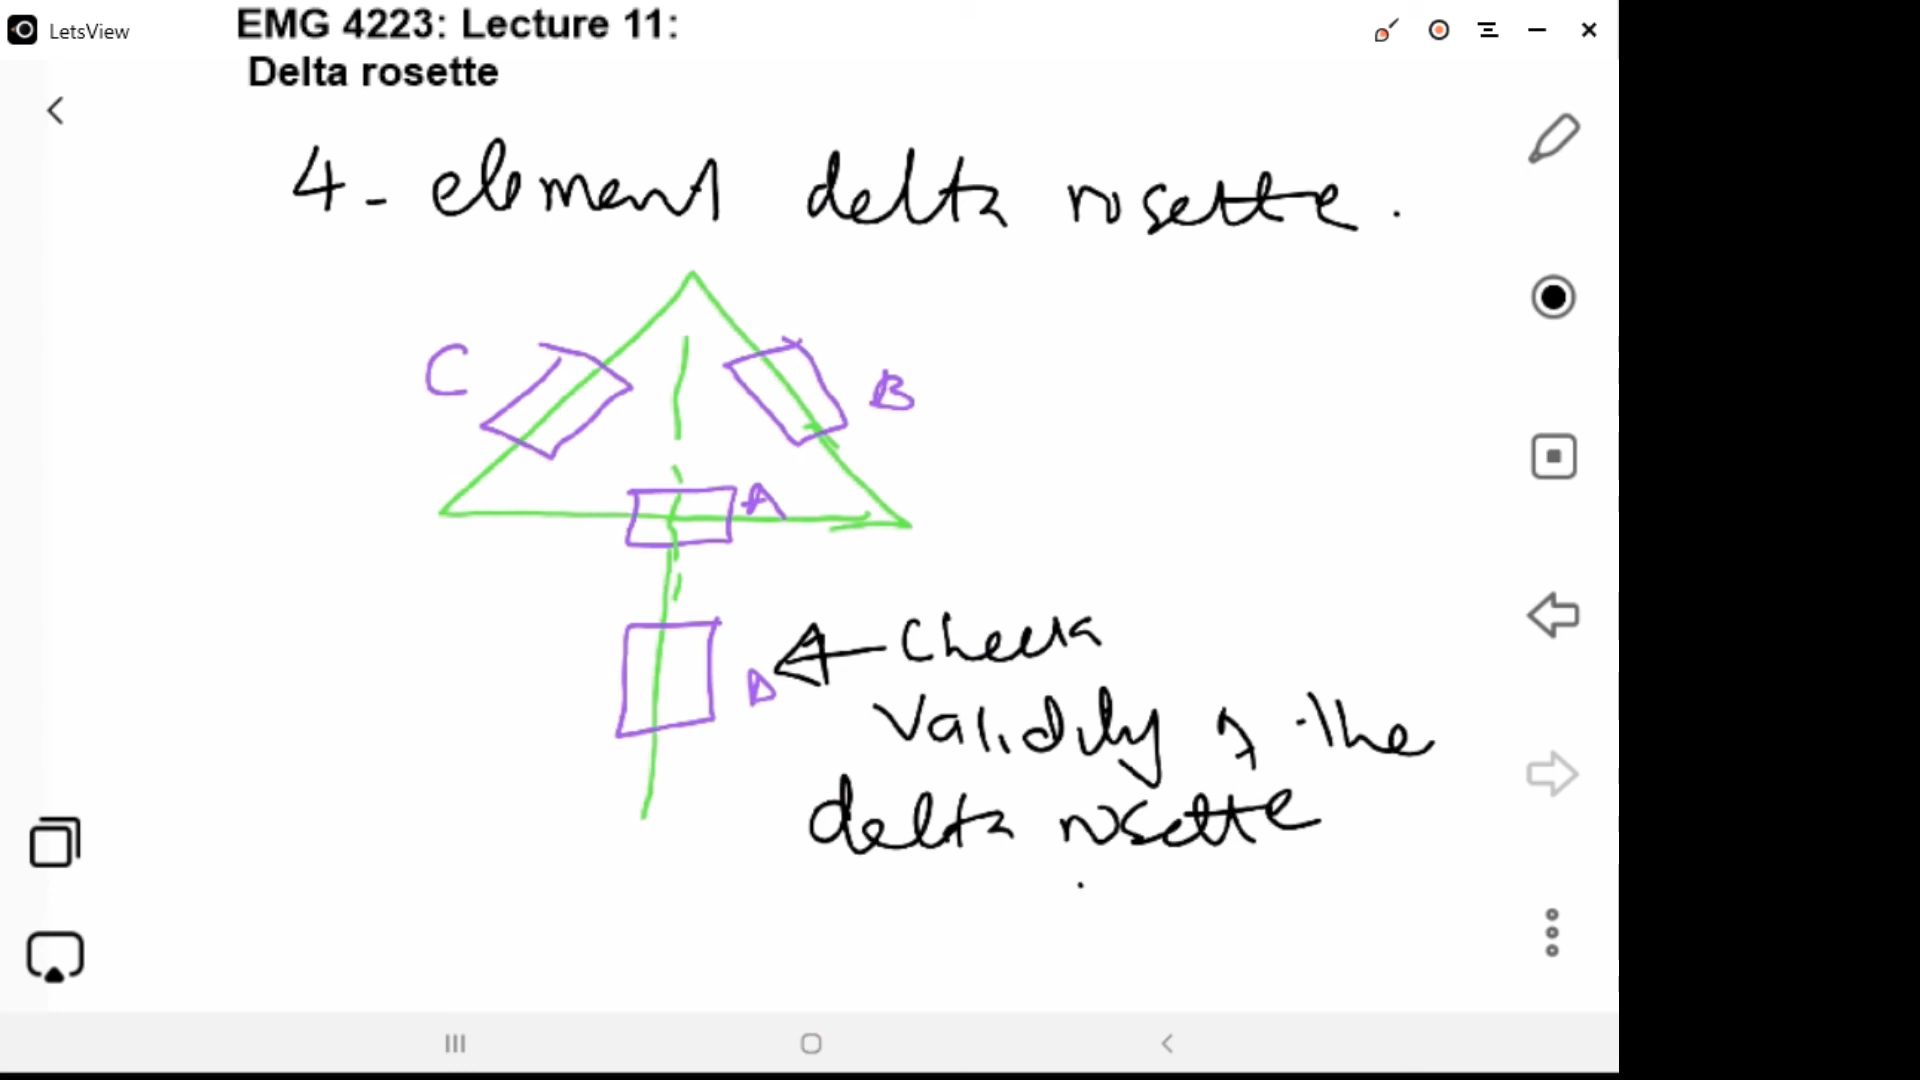 LetsView
EMG 4223: Lecture 11:
Delta rosette
4- element delta rosette.
C
B
A
D
Check
Validity of the
delta rosette